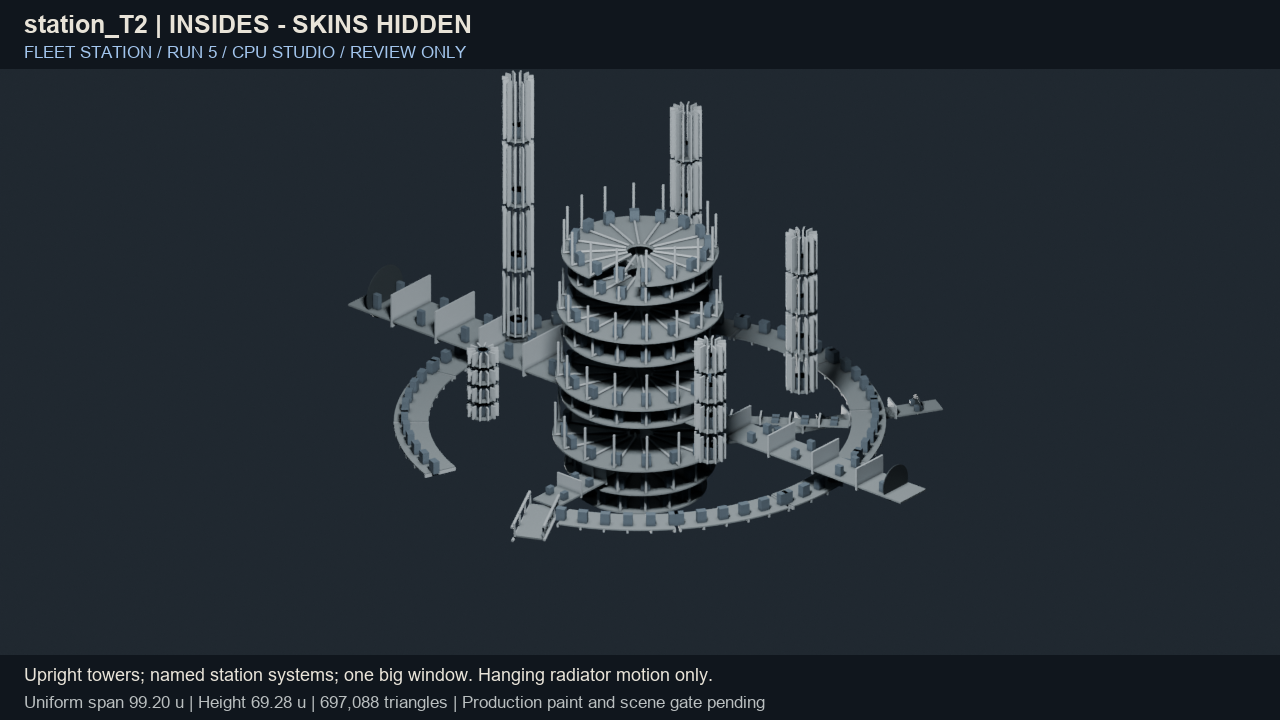 station_T2 | INSIDES - SKINS HIDDEN
FLEET STATION / RUN 5 / CPU STUDIO / REVIEW ONLY
Upright towers; named station systems; one big window. Hanging radiator motion only.
Uniform span 99.20 u | Height 69.28 u | 697,088 triangles | Production paint and scene gate pending